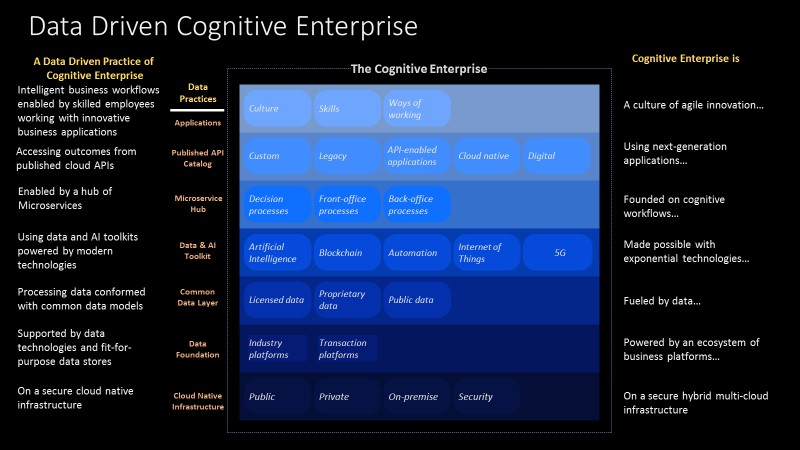 Data Driven Cognitive Enterprise
A Data Driven Practice of
Cognitive Enterprise
Intelligent business workflows
enabled by skilled employees
working with innovative
business applications
Accessing outcomes from
published cloud APIs
Enabled by a hub of
Microservices
Using data and AI toolkits
powered by modern
technologies
Processing data conformed
with common data models
Supported by data
technologies and fit-for-
purpose data stores
On a secure cloud native
infrastructure
Data
Practices
Applications
Published API
Catalog
Microservice
Hub
Data & AI
Toolkit
Common
Data Layer
Data
Foundation
Cloud Native
Infrastructure
The Cognitive Enterprise
Culture
Skills
Ways of
working
Custom
Legacy
API-enabled
applications
Cloud native
Digital
Decision
processes
Front-office
processes
Back-office
processes
Artificial
Intelligence
Blockchain
Automation
Internet of
Things
5G
Licensed data
Proprietary
data
Public data
Industry
platforms
Transaction
platforms
Public
Private
On-premise
Security
Cognitive Enterprise is
A culture of agile innovation...
Using next-generation
applications...
Founded on cognitive
workflows...
Made possible with
exponential technologies...
Fueled by data...
Powered by an ecosystem of
business platforms...
On a secure hybrid multi-cloud
infrastructure